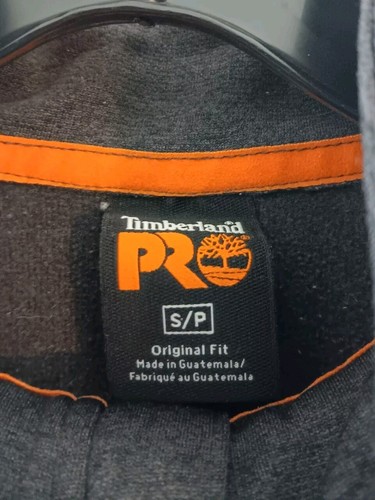 Timberland
PRO
S/P
Original Fit
Made in Guatemala/
Fabriqué au Guatemala